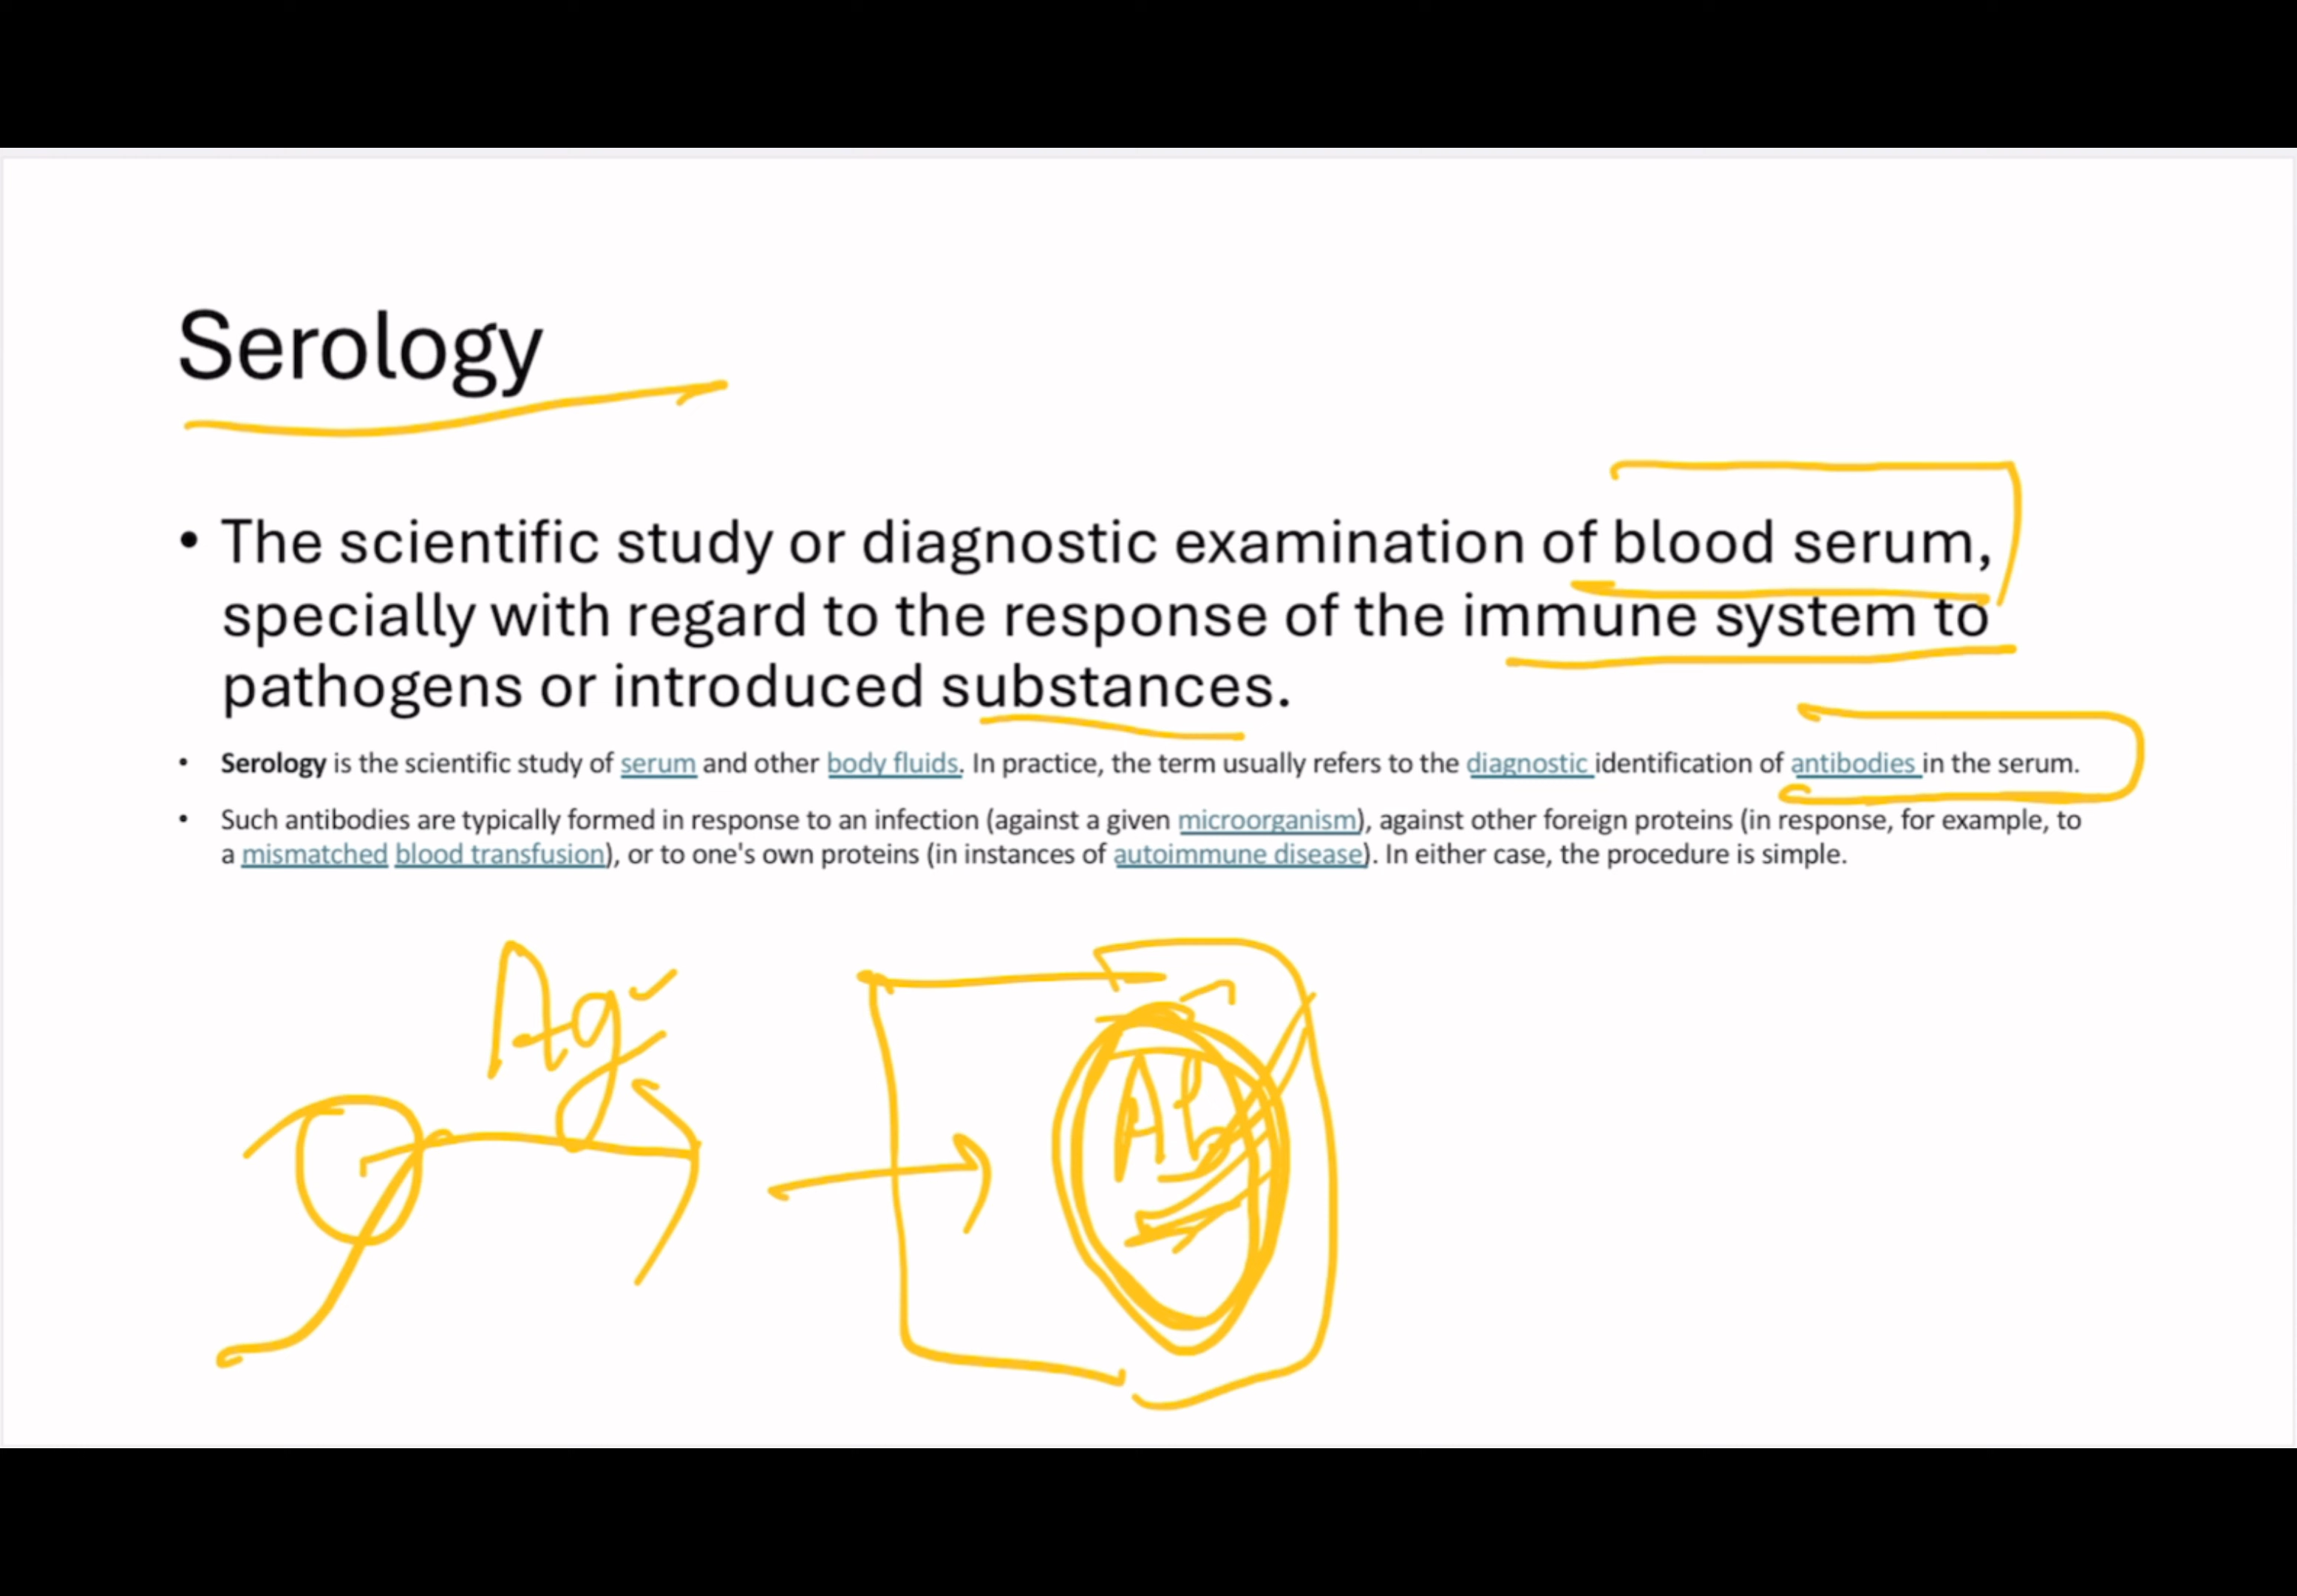 Serology
• The scientific study or diagnostic examination of blood serum,
specially with regard to the response of the immune system to
pathogens or introduced substances.
• Serology is the scientific study of serum and other body fluids. In practice, the term usually refers to the diagnostic identification of antibodies in the serum.
• Such antibodies are typically formed in response to an infection (against a given microorganism), against other foreign proteins (in response, for example, to
a mismatched blood transfusion), or to one's own proteins (in instances of autoimmune disease). In either case, the procedure is simple.
Ag
Ab